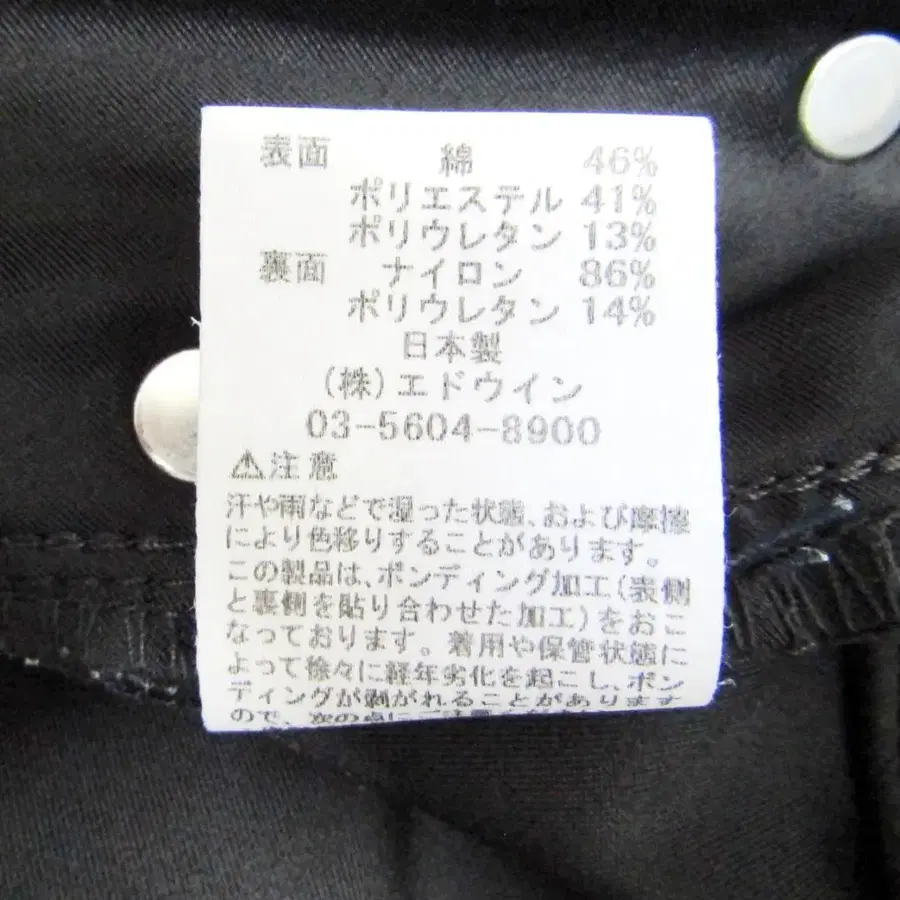 表面 綿 46%
ポリエステル 41%
ポリウレタン 13%
裏面 ナイロン 86%
ポリウレタン 14%
日本製
(株)エドウイン
03-5604-8900
⚠注意
汗や雨などで湿った状態、および摩擦
により色移りすることがあります。
この製品は、ボンディング加工(表側
と裏側を貼り合わせた加工)をおこ
なっております。着用や保管状態に
よって徐々に経年劣化を起こし、ボン
ディングが剥がれることがあります
ので、次の点に